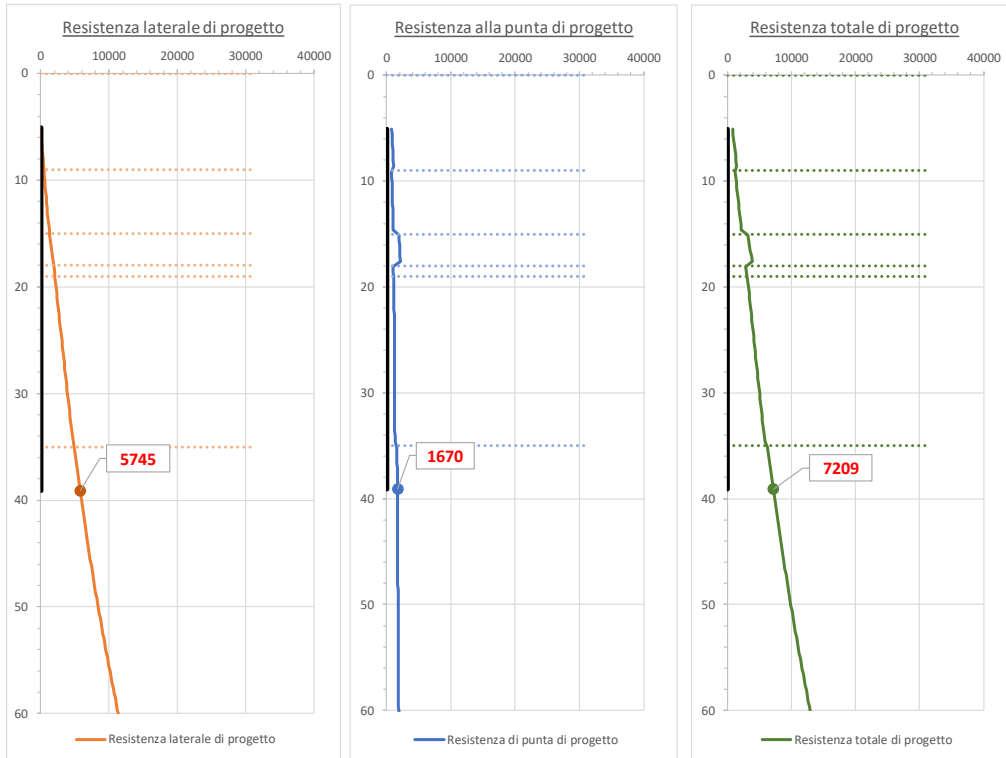 Resistenza laterale di progetto
0 10000 20000 30000 40000
0
10
20
30
40
50
60
5745
Resistenza laterale di progetto
Resistenza alla punta di progetto
0 10000 20000 30000 40000
0
10
20
30
40
50
60
1670
Resistenza di punta di progetto
Resistenza totale di progetto
0 10000 20000 30000 40000
0
10
20
30
40
50
60
7209
Resistenza totale di progetto